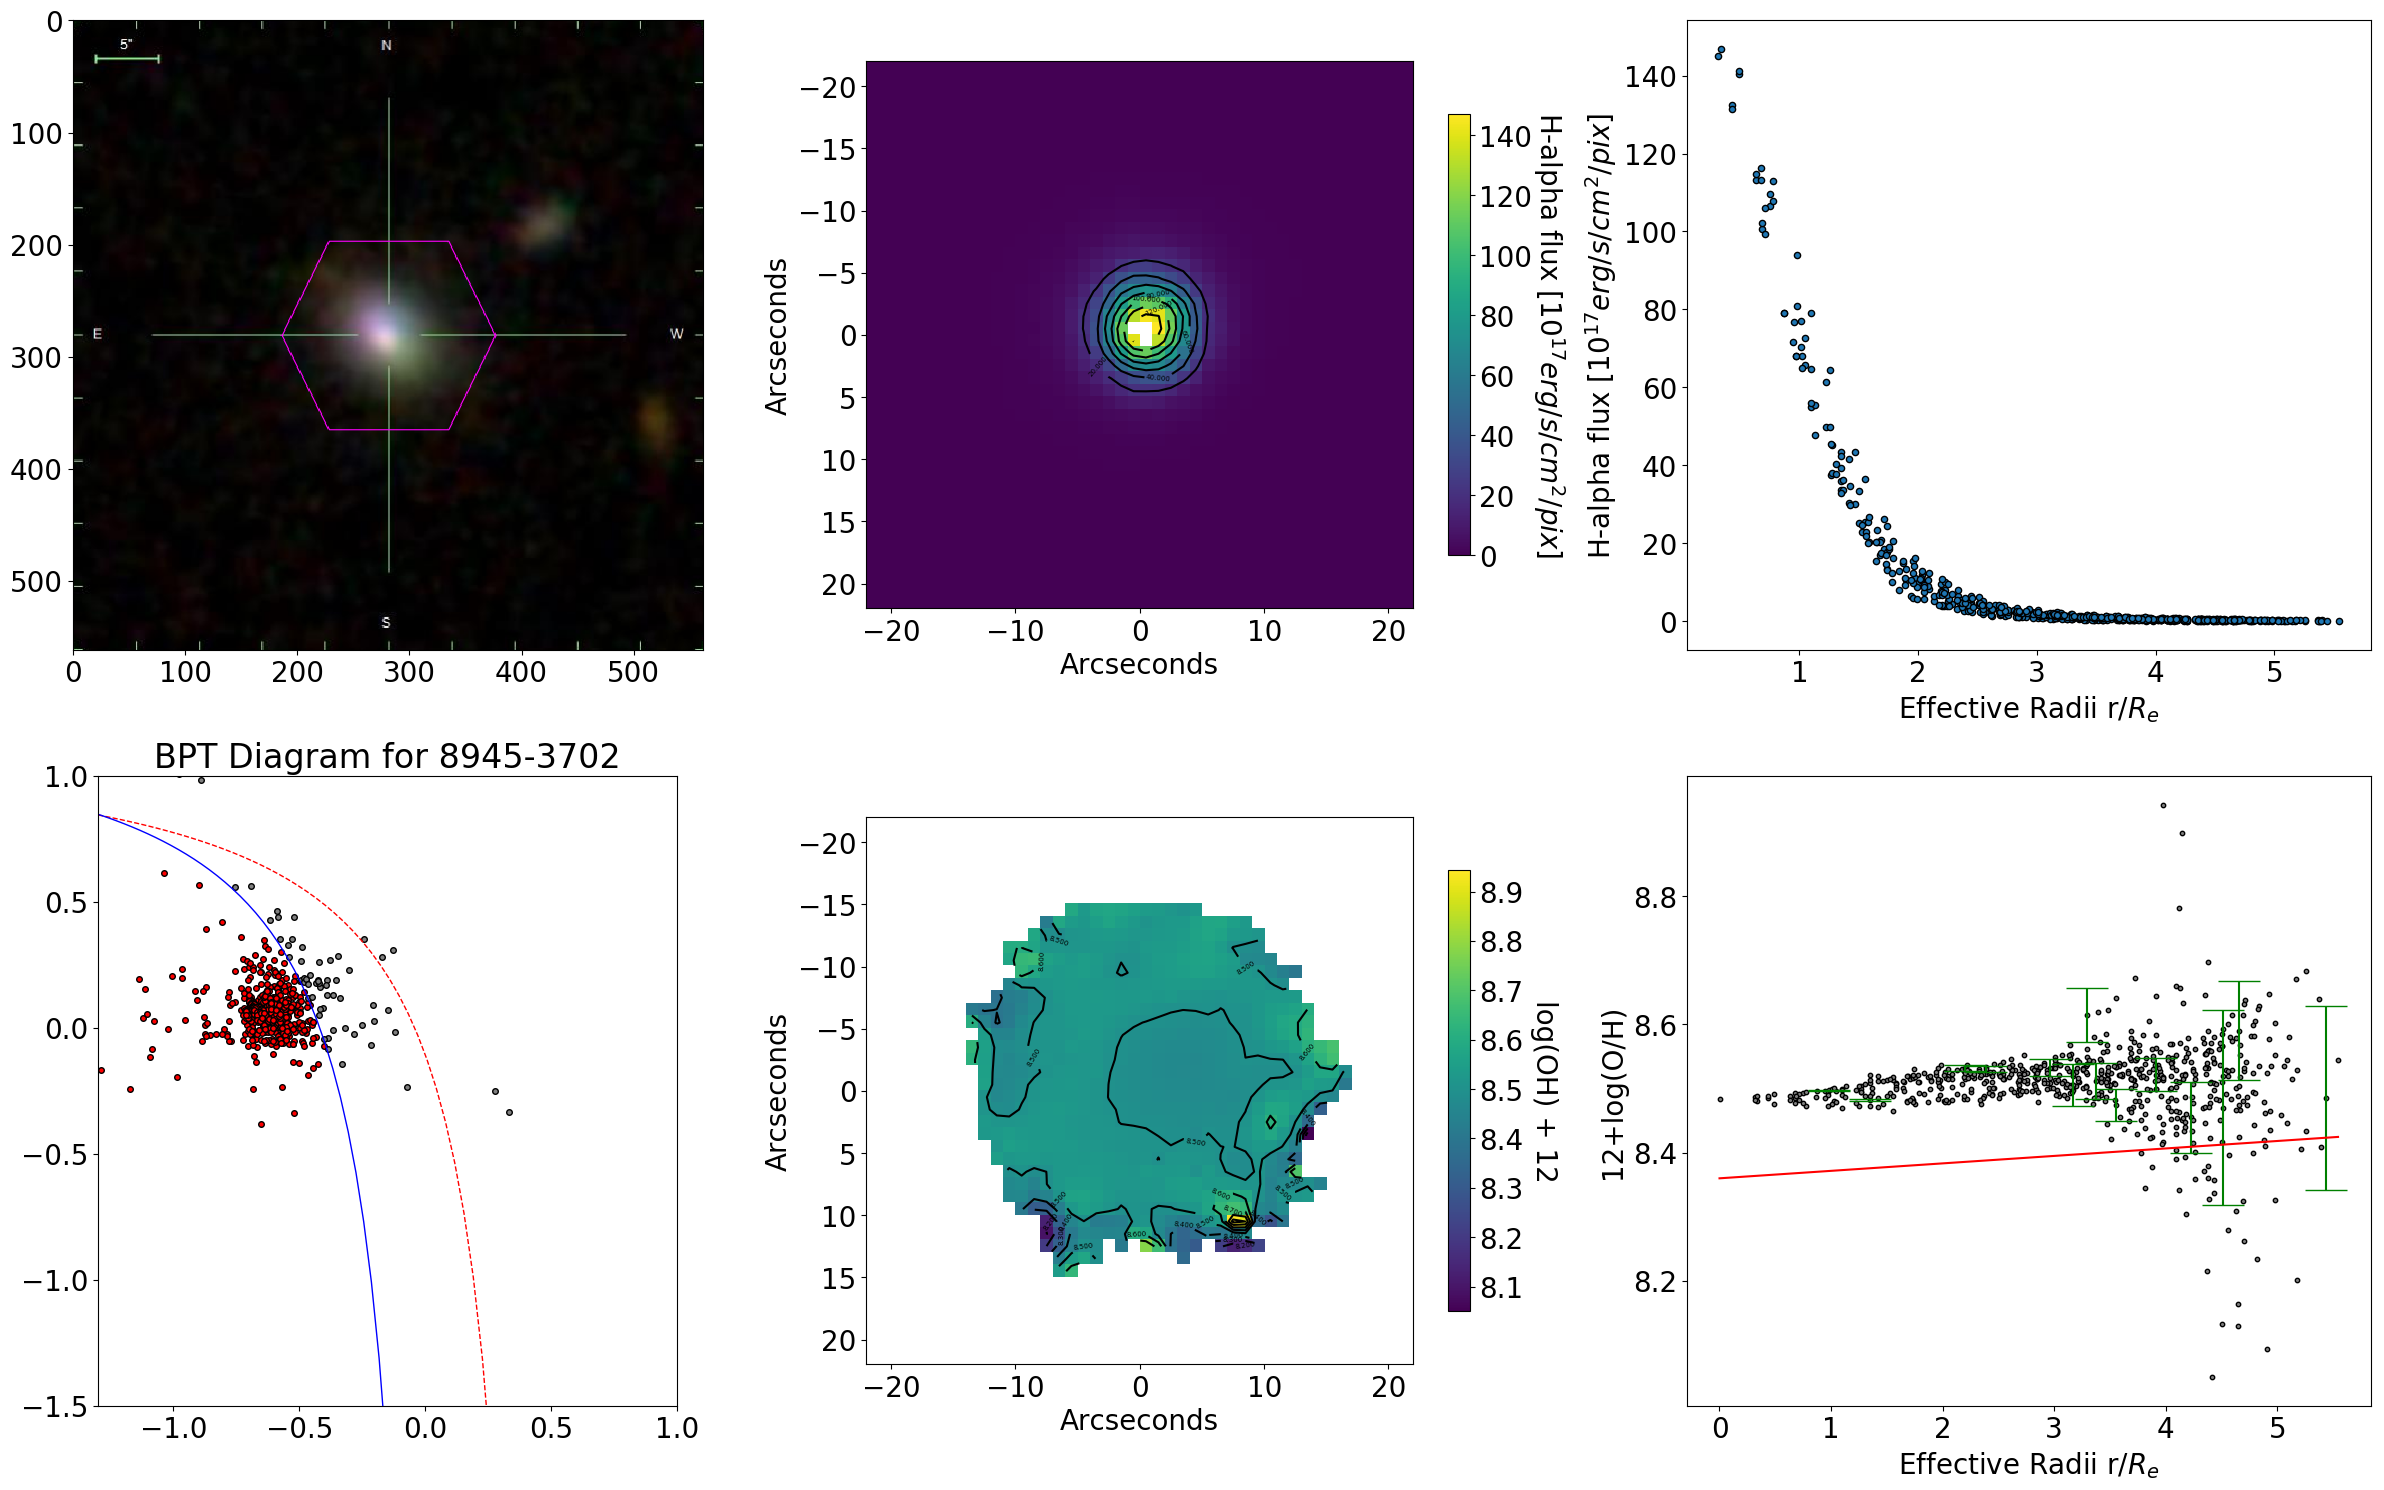 0
100
200
300
400
500
0 100 200 300 400 500
5"
N
E
W
S
−20
−15
−10
−5
0
5
10
15
20
−20 −10 0 10 20
Arcseconds
Arcseconds
140
120
100
80
60
40
20
0
H-alpha flux [10^17 erg/s/cm^2/pix]
H-alpha flux [10^17 erg/s/cm^2/pix]
140
120
100
80
60
40
20
0
1 2 3 4 5
Effective Radii r/R_e
BPT Diagram for 8945-3702
1.0
0.5
0.0
−0.5
−1.0
−1.5
−1.0 −0.5 0.0 0.5 1.0
−20
−15
−10
−5
0
5
10
15
20
−20 −10 0 10 20
Arcseconds
Arcseconds
8.9
8.8
8.7
8.6
8.5
8.4
8.3
8.2
8.1
log(OH) + 12
12+log(O/H)
8.8
8.6
8.4
8.2
0 1 2 3 4 5
Effective Radii r/R_e